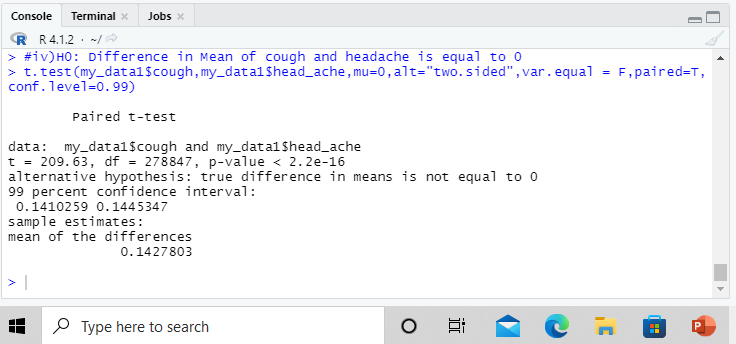 Console Terminal × Jobs ×
R R 4.1.2 · ~/
> #iv)H0: Difference in Mean of cough and headache is equal to 0
> t.test(my_data1$cough,my_data1$head_ache,mu=0,alt="two.sided",var.equal = F,paired=T,
conf.level=0.99)
Paired t-test
data: my_data1$cough and my_data1$head_ache
t = 209.63, df = 278847, p-value < 2.2e-16
alternative hypothesis: true difference in means is not equal to 0
99 percent confidence interval:
0.1410259 0.1445347
sample estimates:
mean of the differences
0.1427803
>
Type here to search
P